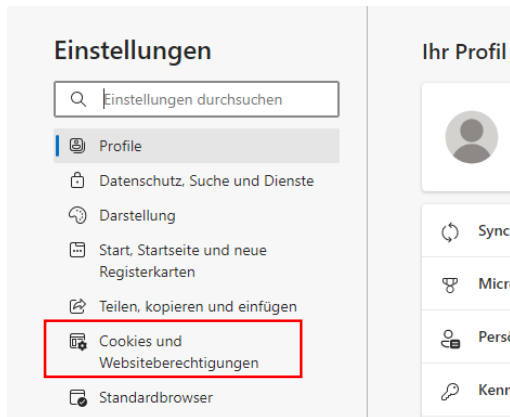 Einstellungen
Einstellungen durchsuchen
Profile
Datenschutz, Suche und Dienste
Darstellung
Start, Startseite und neue
Registerkarten
Teilen, kopieren und einfügen
Cookies und
Websiteberechtigungen
Standardbrowser
Ihr Profil
Sync